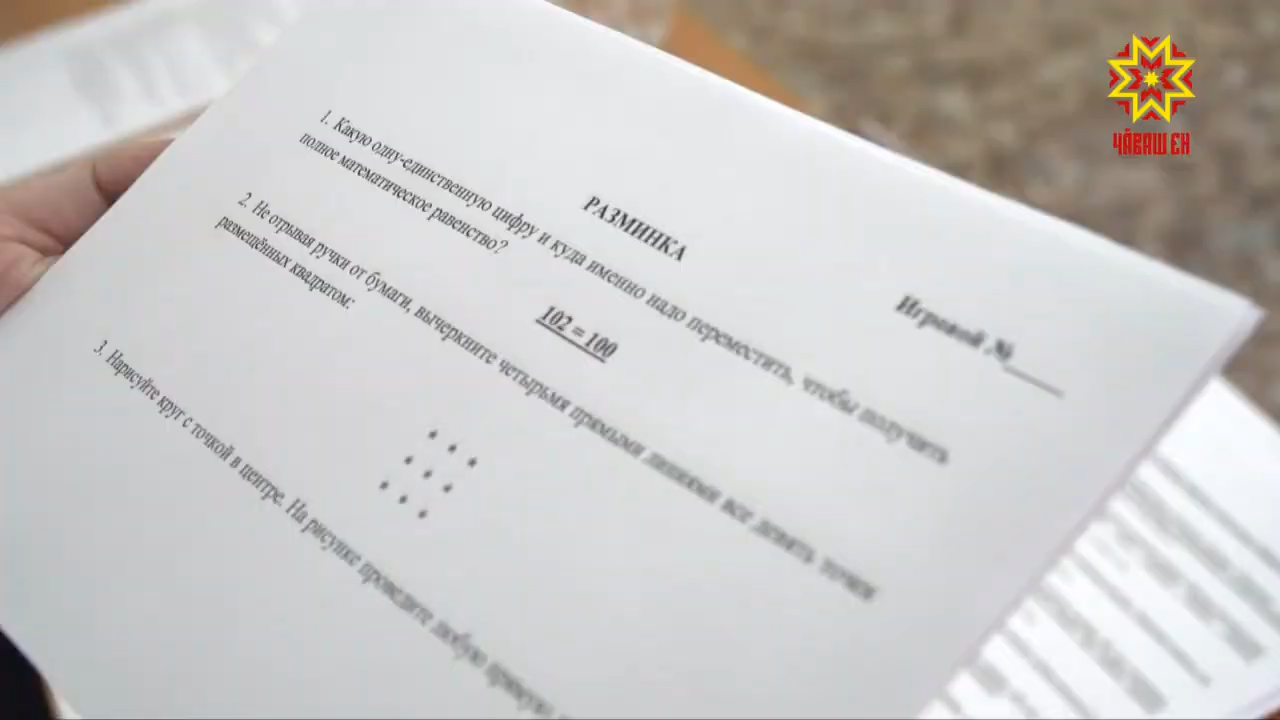 ЧӐВАШ ЕН
Игровой №____
РАЗМИНКА
1. Какую одну-единственную цифру и куда именно надо переместить, чтобы получить
полное математическое равенство?
102 = 100
2. Не отрывая ручки от бумаги, вычеркните четырьмя прямыми линиями все девять точек
размещённых квадратом:
3. Нарисуйте круг с точкой в центре. На рисунке проведите любую прямую